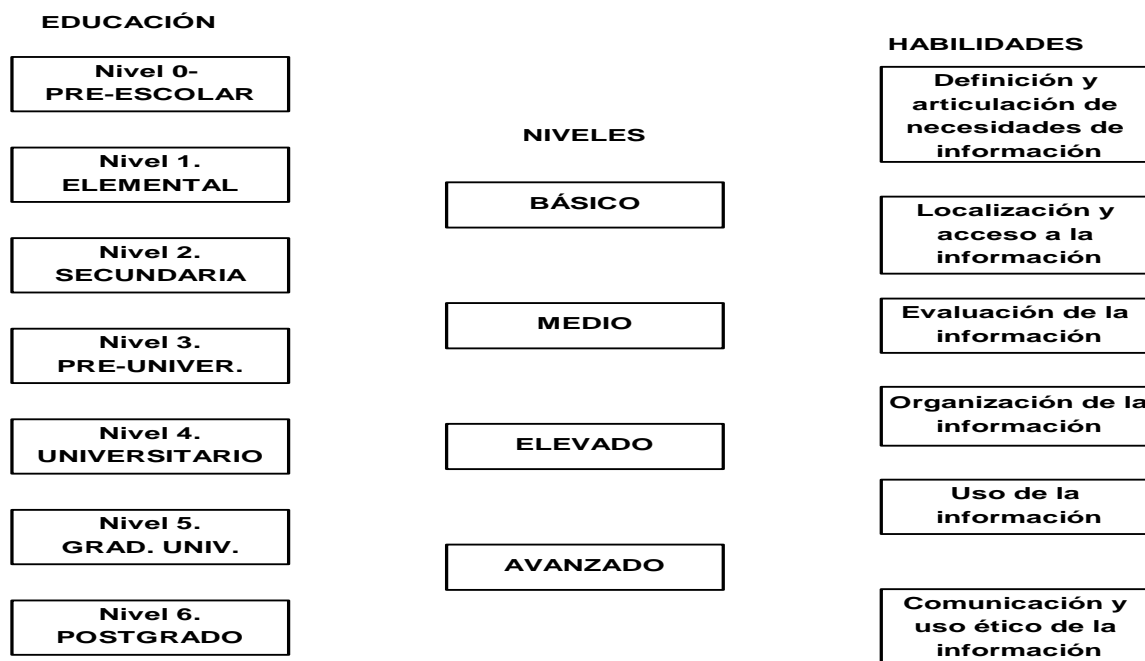 EDUCACIÓN
Nivel 0-
PRE-ESCOLAR
Nivel 1.
ELEMENTAL
Nivel 2.
SECUNDARIA
Nivel 3.
PRE-UNIVER.
Nivel 4.
UNIVERSITARIO
Nivel 5.
GRAD. UNIV.
Nivel 6.
POSTGRADO
NIVELES
BÁSICO
MEDIO
ELEVADO
AVANZADO
HABILIDADES
Definición y
articulación de
necesidades de
información
Localización y
acceso a la
información
Evaluación de la
información
Organización de la
información
Uso de la
información
Comunicación y
uso ético de la
información